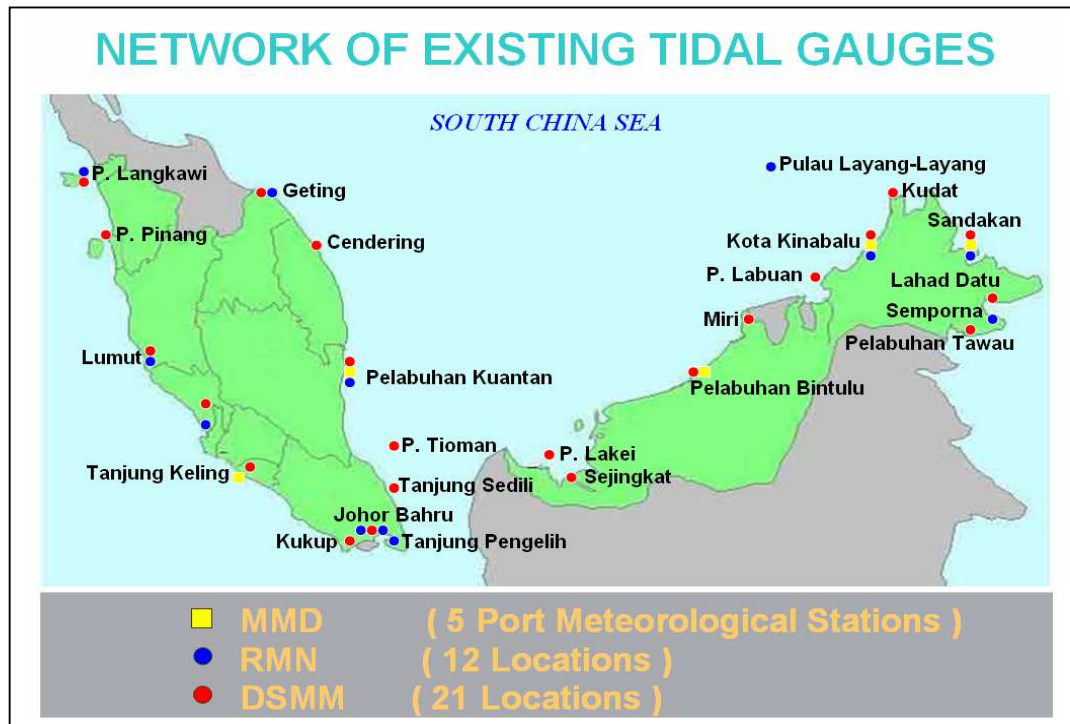 NETWORK OF EXISTING TIDAL GAUGES
SOUTH CHINA SEA
P. Langkawi
Geting
Pulau Layang-Layang
Kudat
P. Pinang
Cendering
Kota Kinabalu
Sandakan
P. Labuan
Lahad Datu
Miri
Semporna
Pelabuhan Tawau
Lumut
Pelabuhan Kuantan
Pelabuhan Bintulu
P. Tioman
P. Lakei
Tanjung Keling
Sejingkat
Tanjung Sedili
Johor Bahru
Kukup
Tanjung Pengelih
MMD ( 5 Port Meteorological Stations )
RMN ( 12 Locations )
DSMM ( 21 Locations )